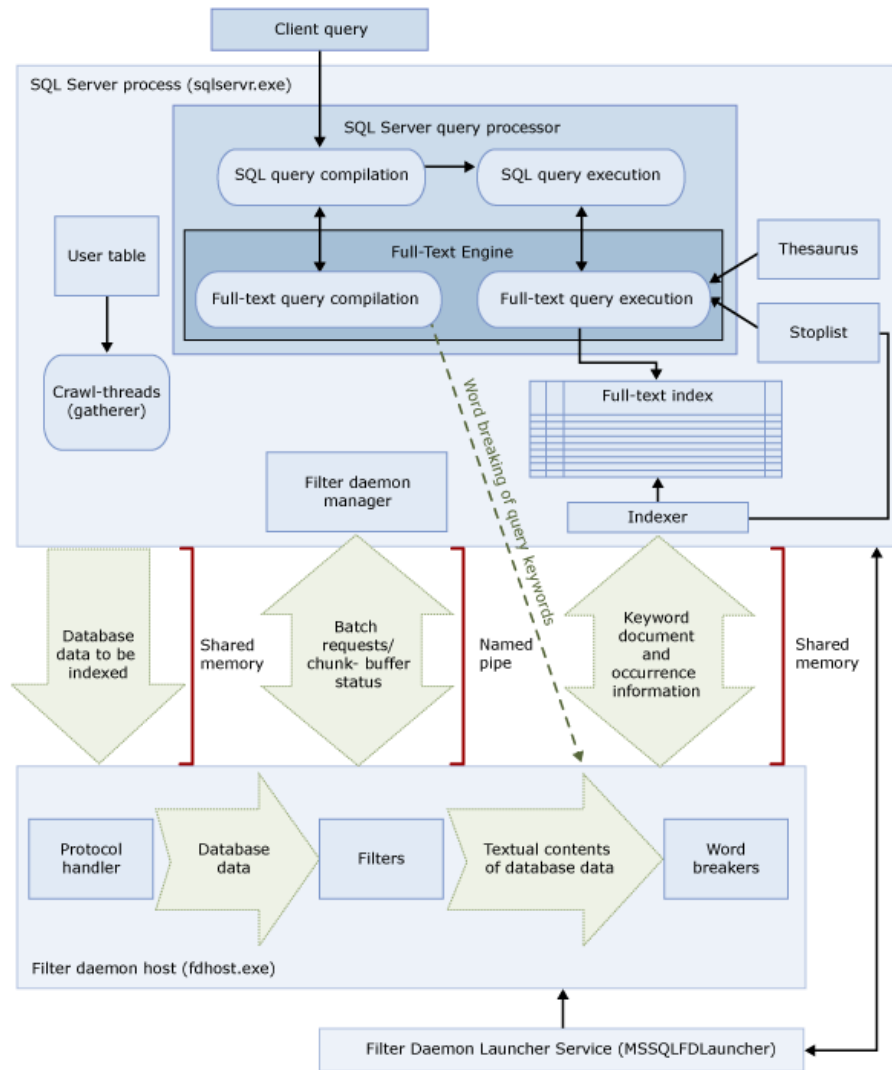 Client query
SQL Server process (sqlservr.exe)
SQL Server query processor
SQL query compilation
SQL query execution
User table
Full-Text Engine
Thesaurus
Full-text query compilation
Full-text query execution
Stoplist
Crawl-threads
(gatherer)
Word breaking of query keywords
Full-text index
Filter daemon
manager
Indexer
Database
data to be
indexed
Shared
memory
Batch
requests/
chunk- buffer
status
Named
pipe
Keyword
document
and
occurrence
information
Shared
memory
Protocol
handler
Database
data
Filters
Textual contents
of database data
Word
breakers
Filter daemon host (fdhost.exe)
Filter Daemon Launcher Service (MSSQLFDLauncher)